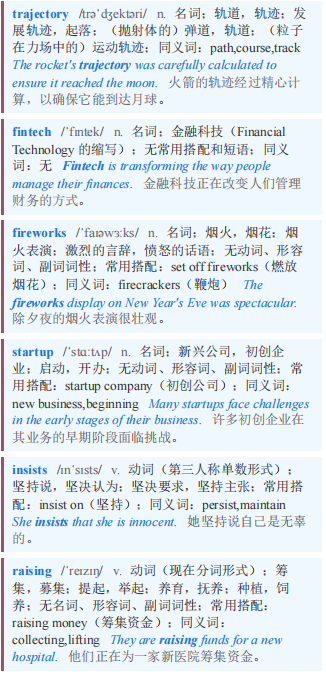 trajectory /trəˈdʒektəri/ n. 名词；轨道，轨迹；发
展轨迹，起落；（抛射体的）弹道，轨道；（粒子
在力场中的）运动轨迹；同义词：path,course,track
The rocket's trajectory was carefully calculated to
ensure it reached the moon. 火箭的轨迹经过精心计
算，以确保它能到达月球。
fintech /ˈfɪntek/ n. 名词；金融科技（Financial
Technology 的缩写）；无常用搭配和短语；同义
词：无 Fintech is transforming the way people
manage their finances. 金融科技正在改变人们管理
财务的方式。
fireworks /ˈfaɪəwɜːks/ n. 名词；烟火，烟花；烟
火表演；激烈的言辞，愤怒的话语；无动词、形容
词、副词词性；常用搭配：set off fireworks（燃放
烟花）；同义词：firecrackers（鞭炮） The
fireworks display on New Year's Eve was spectacular.
除夕夜的烟火表演很壮观。
startup /ˈstɑːtʌp/ n. 名词；新兴公司，初创企
业；启动，开办；无动词、形容词、副词词性；常
用搭配：startup company（初创公司）；同义词：
new business,beginning Many startups face challenges
in the early stages of their business. 许多初创企业在
其业务的早期阶段面临挑战。
insists /ɪnˈsɪsts/ v. 动词（第三人称单数形式）；
坚持说，坚决认为；坚决要求，坚持主张；常用搭
配：insist on（坚持）；同义词：persist,maintain
She insists that she is innocent. 她坚持说自己是无辜
的。
raising /ˈreɪzɪŋ/ v. 动词（现在分词形式）；筹
集，募集；提起，举起；养育，抚养；种植，饲
养；无名词、形容词、副词词性；常用搭配：
raising money（筹集资金）；同义词：
collecting,lifting They are raising funds for a new
hospital. 他们正在为一家新医院筹集资金。